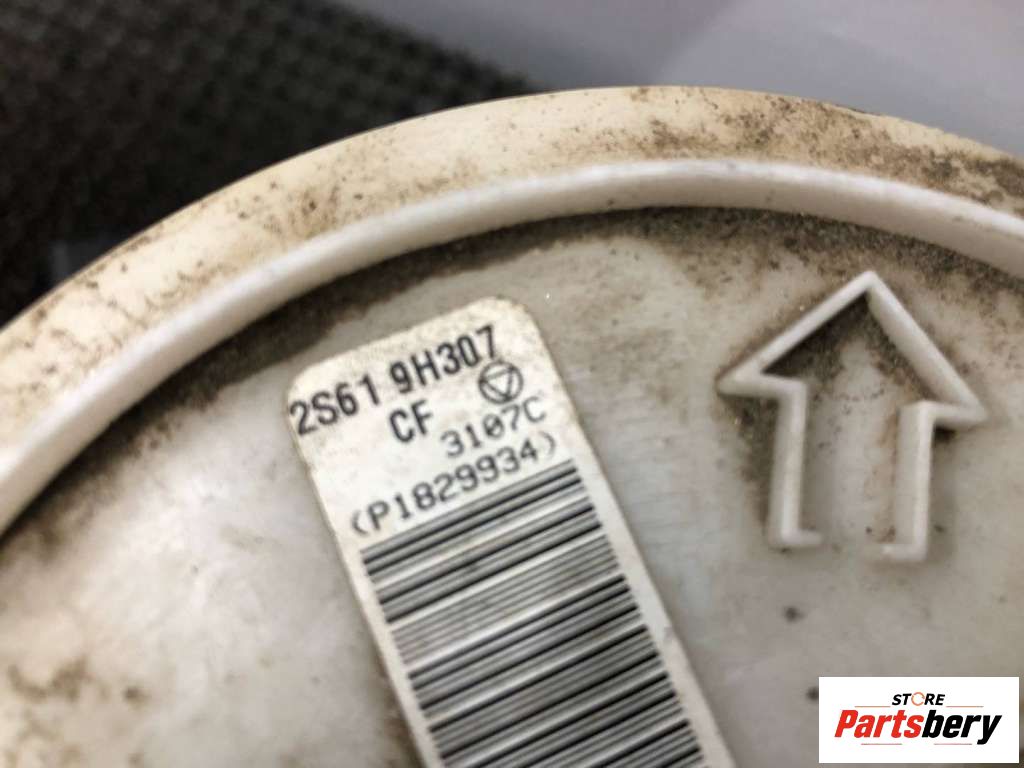 2S61 9H307
CF
3107C
(P1829934)
STORE
Partsbery